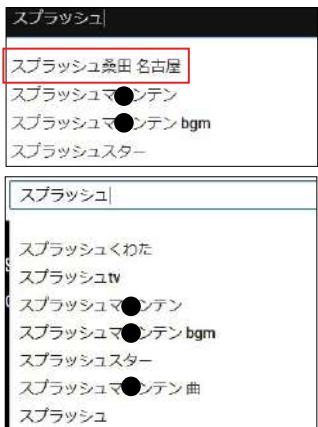 スプラッシュ
スプラッシュ桑田 名古屋
スプラッシュマ●ンテン
スプラッシュマ●ンテン bgm
スプラッシュスター
スプラッシュ
スプラッシュくわた
スプラッシュtv
スプラッシュマ●ンテン
スプラッシュマ●ンテン bgm
スプラッシュスター
スプラッシュマ●ンテン 曲
スプラッシュ